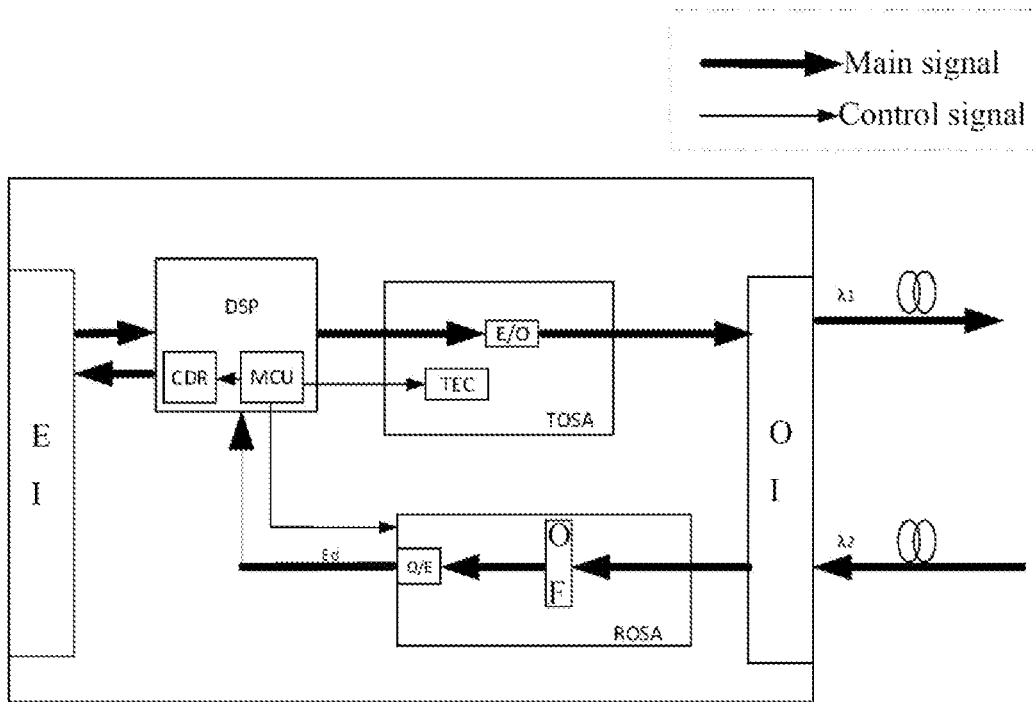 Main signal
Control signal
DSP
CDR
MCU
E/O
TEC
TOSA
E
I
O
I
λ1
λ2
Ed
O/E
O
F
ROSA